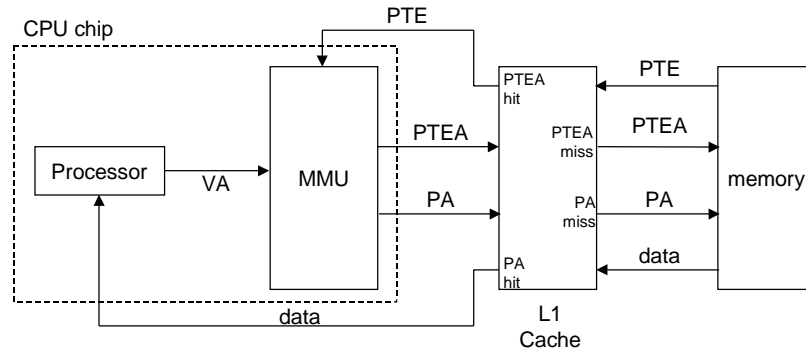 PTE
CPU chip
PTEA
hit
PTE
PTEA
PTEA
miss
PTEA
Processor
VA
MMU
memory
PA
PA
miss
PA
PA
hit
data
data
L1
Cache